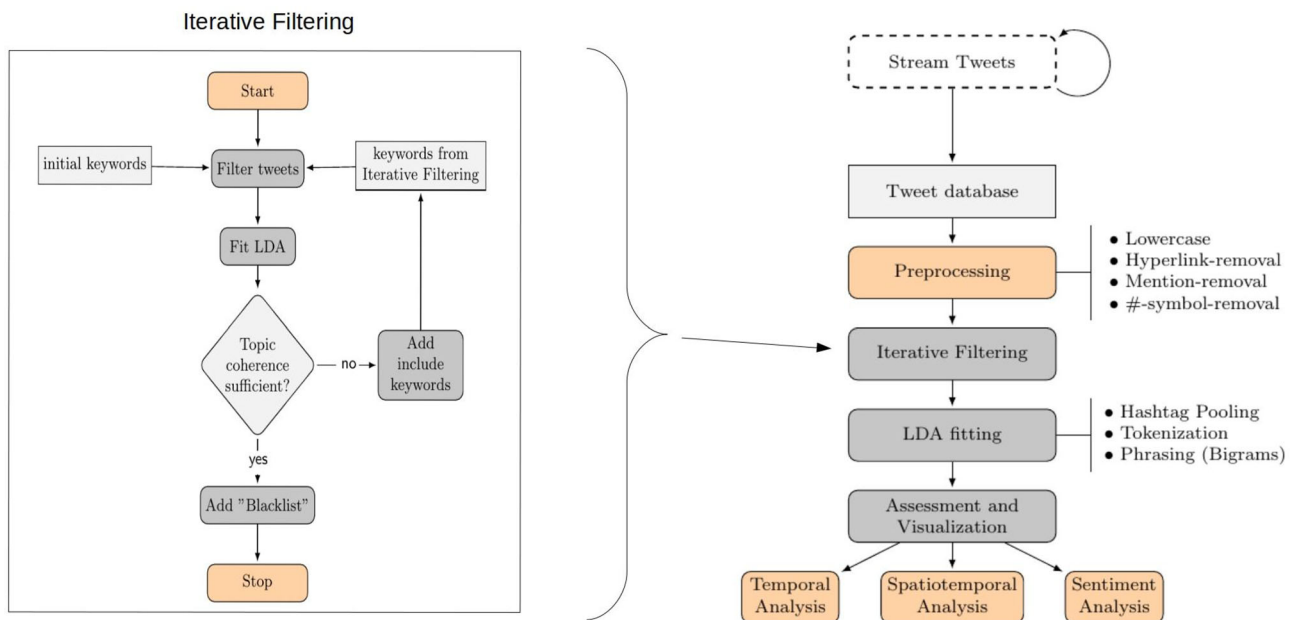 Iterative Filtering
Start
initial keywords
Filter tweets
keywords from
Iterative Filtering
Fit LDA
Topic
coherence
sufficient?
no
Add
include
keywords
yes
Add "Blacklist"
Stop
Stream Tweets
Tweet database
Preprocessing
● Lowercase
● Hyperlink-removal
● Mention-removal
● #-symbol-removal
Iterative Filtering
LDA fitting
● Hashtag Pooling
● Tokenization
● Phrasing (Bigrams)
Assessment and
Visualization
Temporal
Analysis
Spatiotemporal
Analysis
Sentiment
Analysis